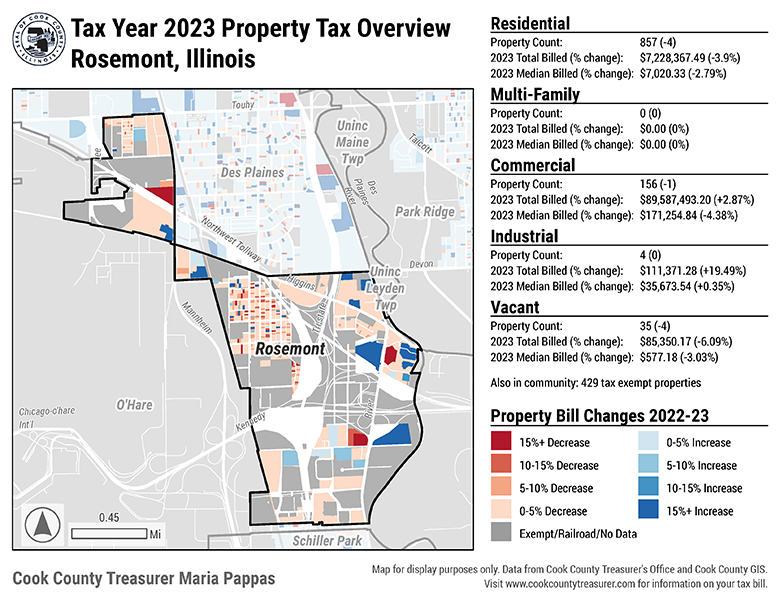 Tax Year 2023 Property Tax Overview
Rosemont, Illinois
SEAL OF COOK COUNTY
ILLINOIS
Residential
Property Count: 857 (-4)
2023 Total Billed (% change): $7,228,367.49 (-3.9%)
2023 Median Billed (% change): $7,020.33 (-2.79%)
Multi-Family
Property Count: 0 (0)
2023 Total Billed (% change): $0.00 (0%)
2023 Median Billed (% change): $0.00 (0%)
Commercial
Property Count: 156 (-1)
2023 Total Billed (% change): $89,587,493.20 (+2.87%)
2023 Median Billed (% change): $171,254.84 (-4.38%)
Industrial
Property Count: 4 (0)
2023 Total Billed (% change): $111,371.28 (+19.49%)
2023 Median Billed (% change): $35,673.54 (+0.35%)
Vacant
Property Count: 35 (-4)
2023 Total Billed (% change): $85,350.17 (-6.09%)
2023 Median Billed (% change): $577.18 (-3.03%)
Also in community: 429 tax exempt properties
Property Bill Changes 2022-23
15%+ Decrease
10-15% Decrease
5-10% Decrease
0-5% Decrease
Exempt/Railroad/No Data
0-5% Increase
5-10% Increase
10-15% Increase
15%+ Increase
Touhy
Uninc
Maine
Twp
Talcott
Des Plaines
Des
Plaines
River
Park Ridge
Northwest Tollway
Devon
Uninc
Leyden
Twp
Higgins
Tristate
Mannheim
Rosemont
O'Hare
Chicago-o'hare
Int'l
Kennedy
River
0.45
Mi
Schiller Park
Cook County Treasurer Maria Pappas
Map for display purposes only. Data from Cook County Treasurer's Office and Cook County GIS.
Visit www.cookcountytreasurer.com for information on your tax bill.